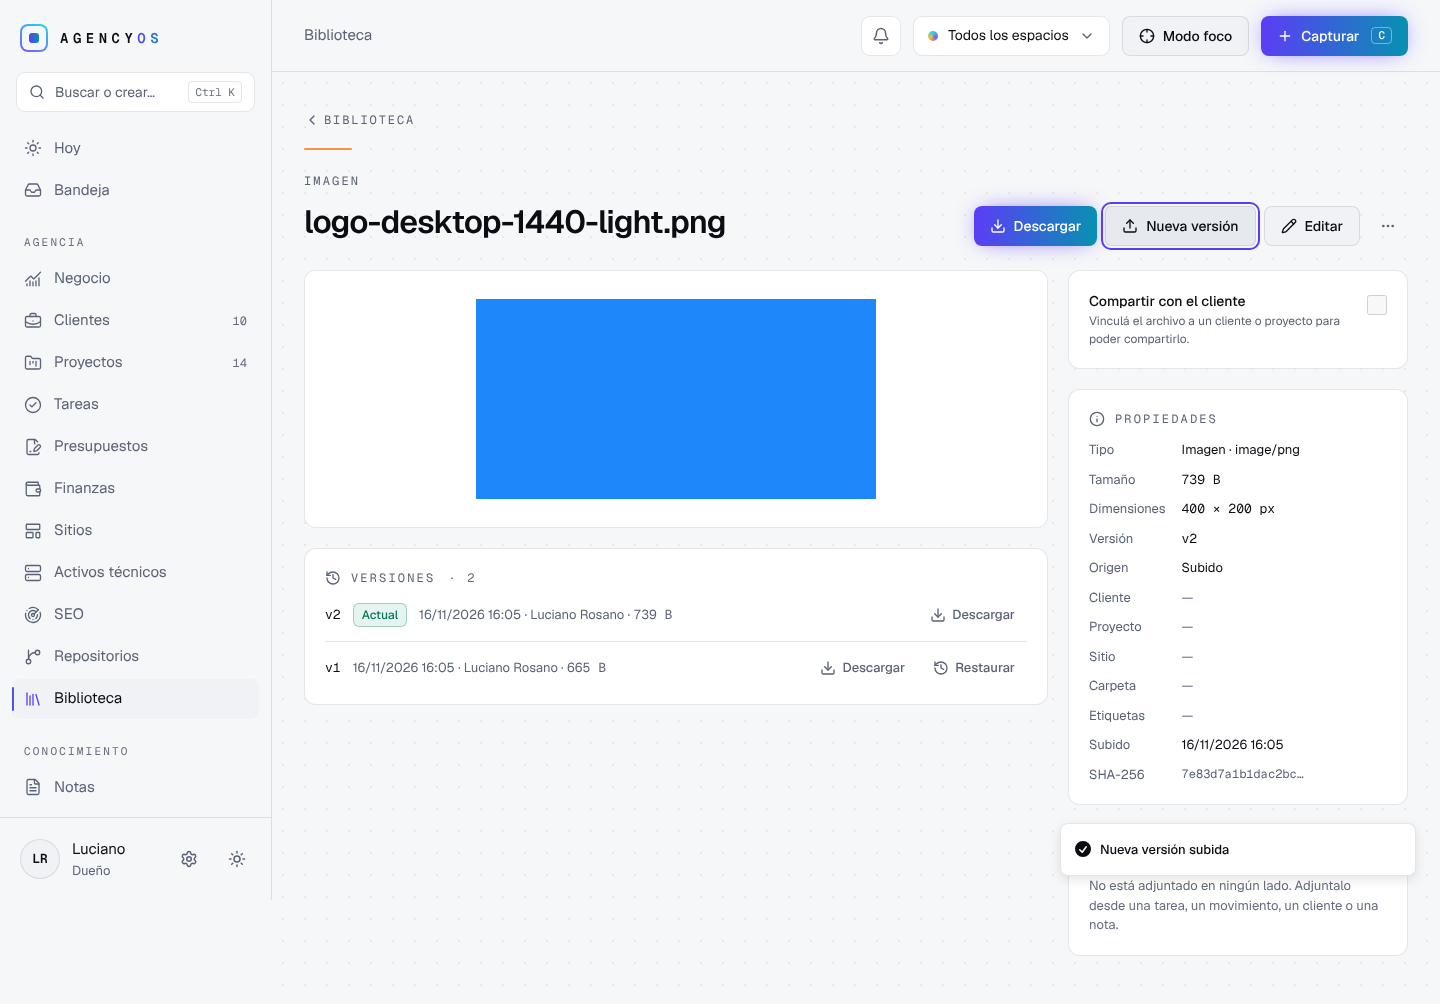 AGENCYOS
Buscar o crear...
Ctrl K
Hoy
Bandeja
AGENCIA
Negocio
Clientes 10
Proyectos 14
Tareas
Presupuestos
Finanzas
Sitios
Activos técnicos
SEO
Repositorios
Biblioteca
CONOCIMIENTO
Notas
LR
Luciano
Dueño
Biblioteca
Todos los espacios
Modo foco
Capturar C
BIBLIOTECA
IMAGEN
logo-desktop-1440-light.png
Descargar
Nueva versión
Editar
VERSIONES · 2
v2 Actual 16/11/2026 16:05 · Luciano Rosano · 739 B Descargar
v1 16/11/2026 16:05 · Luciano Rosano · 665 B Descargar Restaurar
Compartir con el cliente
Vinculá el archivo a un cliente o proyecto para
poder compartirlo.
PROPIEDADES
Tipo Imagen · image/png
Tamaño 739 B
Dimensiones 400 × 200 px
Versión v2
Origen Subido
Cliente —
Proyecto —
Sitio —
Carpeta —
Etiquetas —
Subido 16/11/2026 16:05
SHA-256 7e83d7a1b1dac2bc…
Nueva versión subida
No está adjuntado en ningún lado. Adjuntalo
desde una tarea, un movimiento, un cliente o una
nota.